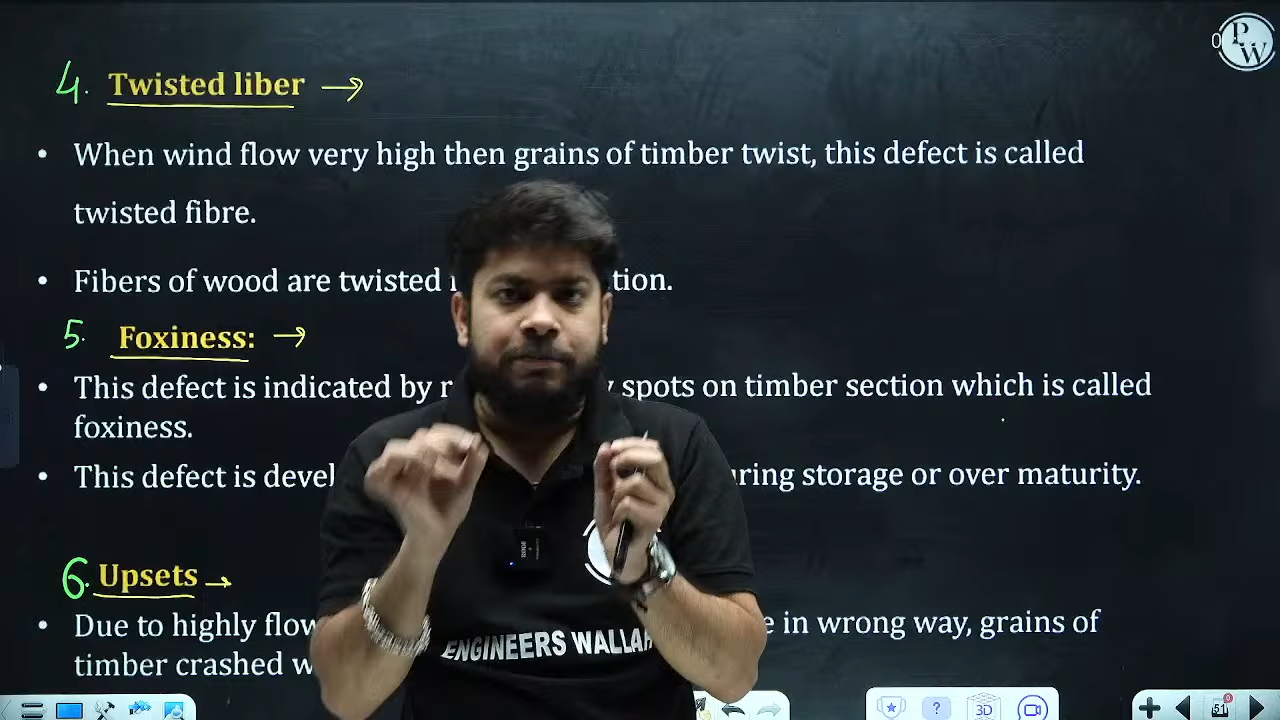 PW
0
4. Twisted liber →
• When wind flow very high then grains of timber twist, this defect is called
twisted fibre.
• Fibers of wood are twisted tion.
5. Foxiness: →
• This defect is indicated by spots on timber section which is called
foxiness.
• This defect is storage or over maturity.
6. Upsets →
• Due to highly in wrong way, grains of
timber crashed
ENGINEERS WALLAH
?
3D
51